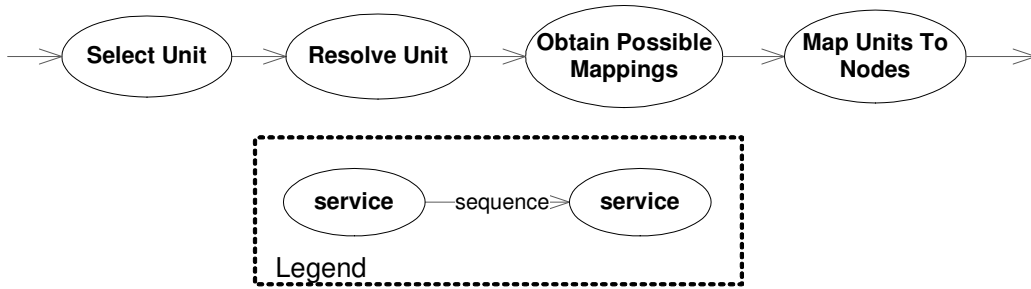 Select Unit
Resolve Unit
Obtain Possible
Mappings
Map Units To
Nodes
service
sequence
service
Legend